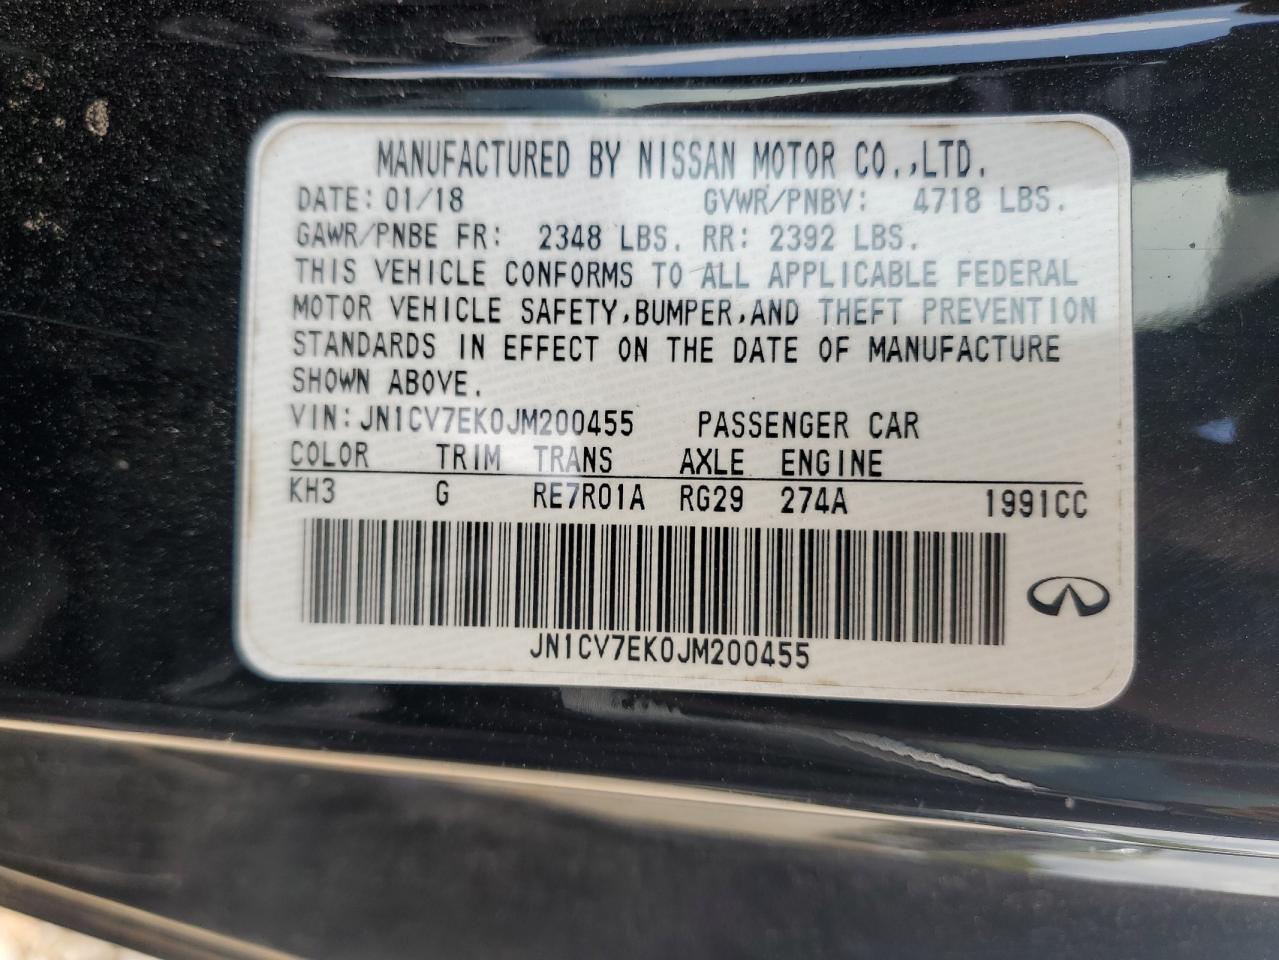 MANUFACTURED BY NISSAN MOTOR CO.,LTD.
DATE: 01/18 GVWR/PNBV: 4718 LBS.
GAWR/PNBE FR: 2348 LBS. RR: 2392 LBS.
THIS VEHICLE CONFORMS TO ALL APPLICABLE FEDERAL
MOTOR VEHICLE SAFETY,BUMPER,AND THEFT PREVENTION
STANDARDS IN EFFECT ON THE DATE OF MANUFACTURE
SHOWN ABOVE.
VIN:JN1CV7EK0JM200455 PASSENGER CAR
COLOR TRIM TRANS AXLE ENGINE
KH3 G RE7R01A RG29 274A 1991CC
JN1CV7EK0JM200455